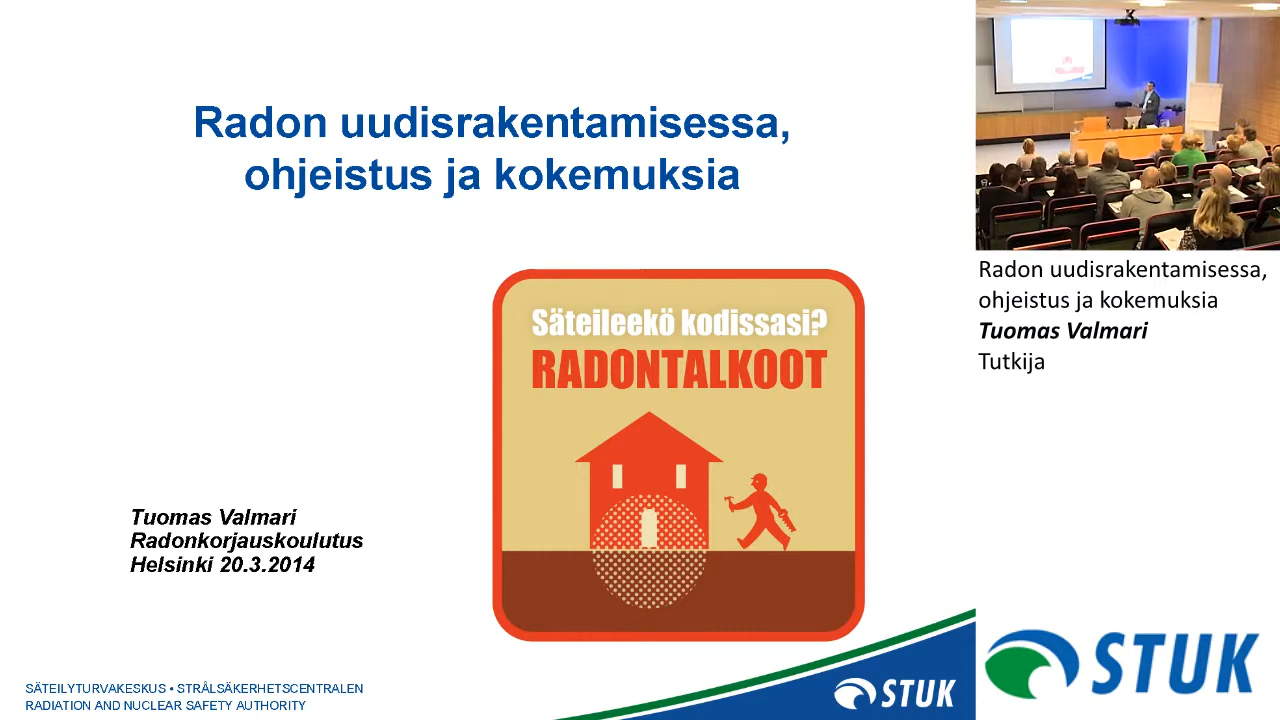 Radon uudisrakentamisessa,
ohjeistus ja kokemuksia
Säteileekö kodissasi?
RADONTALKOOT
Tuomas Valmari
Radonkorjauskoulutus
Helsinki 20.3.2014
SÄTEILYTURVAKESKUS • STRÅLSÄKERHETSCENTRALEN
RADIATION AND NUCLEAR SAFETY AUTHORITY
STUK
Radon uudisrakentamisessa,
ohjeistus ja kokemuksia
Tuomas Valmari
Tutkija
STUK